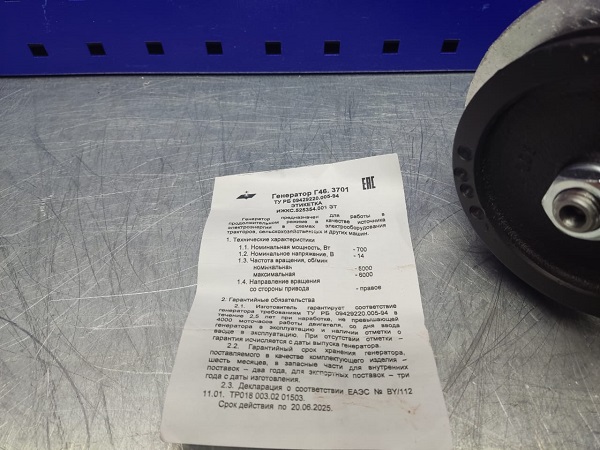 Генератор Г46. 3701
ТУ РБ 09429220.005-94
ЭТИКЕТКА
ИЖКС.525354.001 ЭТ
EAC
Генератор предназначен для работы в
продолжительном режиме в качестве источника
электроэнергии в схемах электрооборудования
тракторов, сельскохозяйственных и других машин.
1. Технические характеристики
1.1. Номинальная мощность, Вт - 700
1.2. Номинальное напряжение, В - 14
1.3. Частота вращения, об/мин
номинальная - 5000
максимальная - 6000
1.4. Направление вращения
со стороны привода - правое
2. Гарантийные обязательства
2.1. Изготовитель гарантирует соответствие
генератора требованиям ТУ РБ 09429220.005-94 в
течение 2,5 лет при наработке, не превышающей
4000 моточасов работы двигателя, со дня ввода
генератора в эксплуатацию и наличии отметки о
вводе в эксплуатацию. При отсутствии отметки –
гарантия исчисляется с даты выпуска генератора.
2.2. Гарантийный срок хранения генератора,
поставляемого в качестве комплектующего изделия –
шесть месяцев, в запасные части для внутренних
поставок – два года, для экспортных поставок – три
года с даты изготовления.
2.3. Декларация о соответствии ЕАЭС № BY/112
11.01. ТР018 003.02 01503.
Срок действия по 20.06.2025.